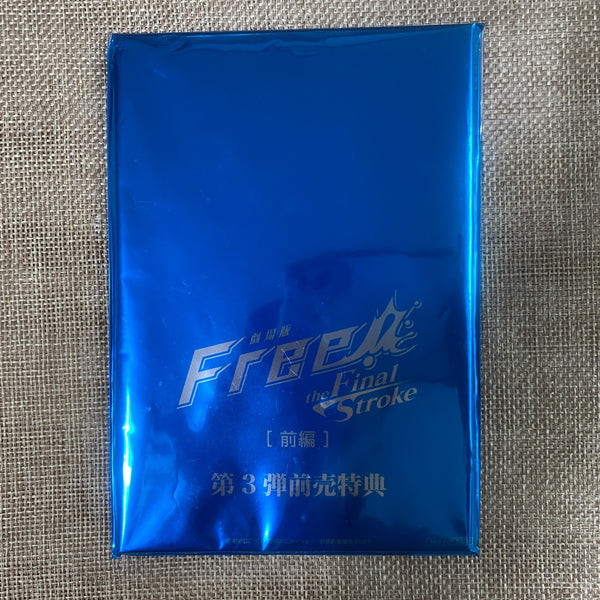 劇場版
Free!
the Final
Stroke
[ 前編 ]
第3弾前売特典